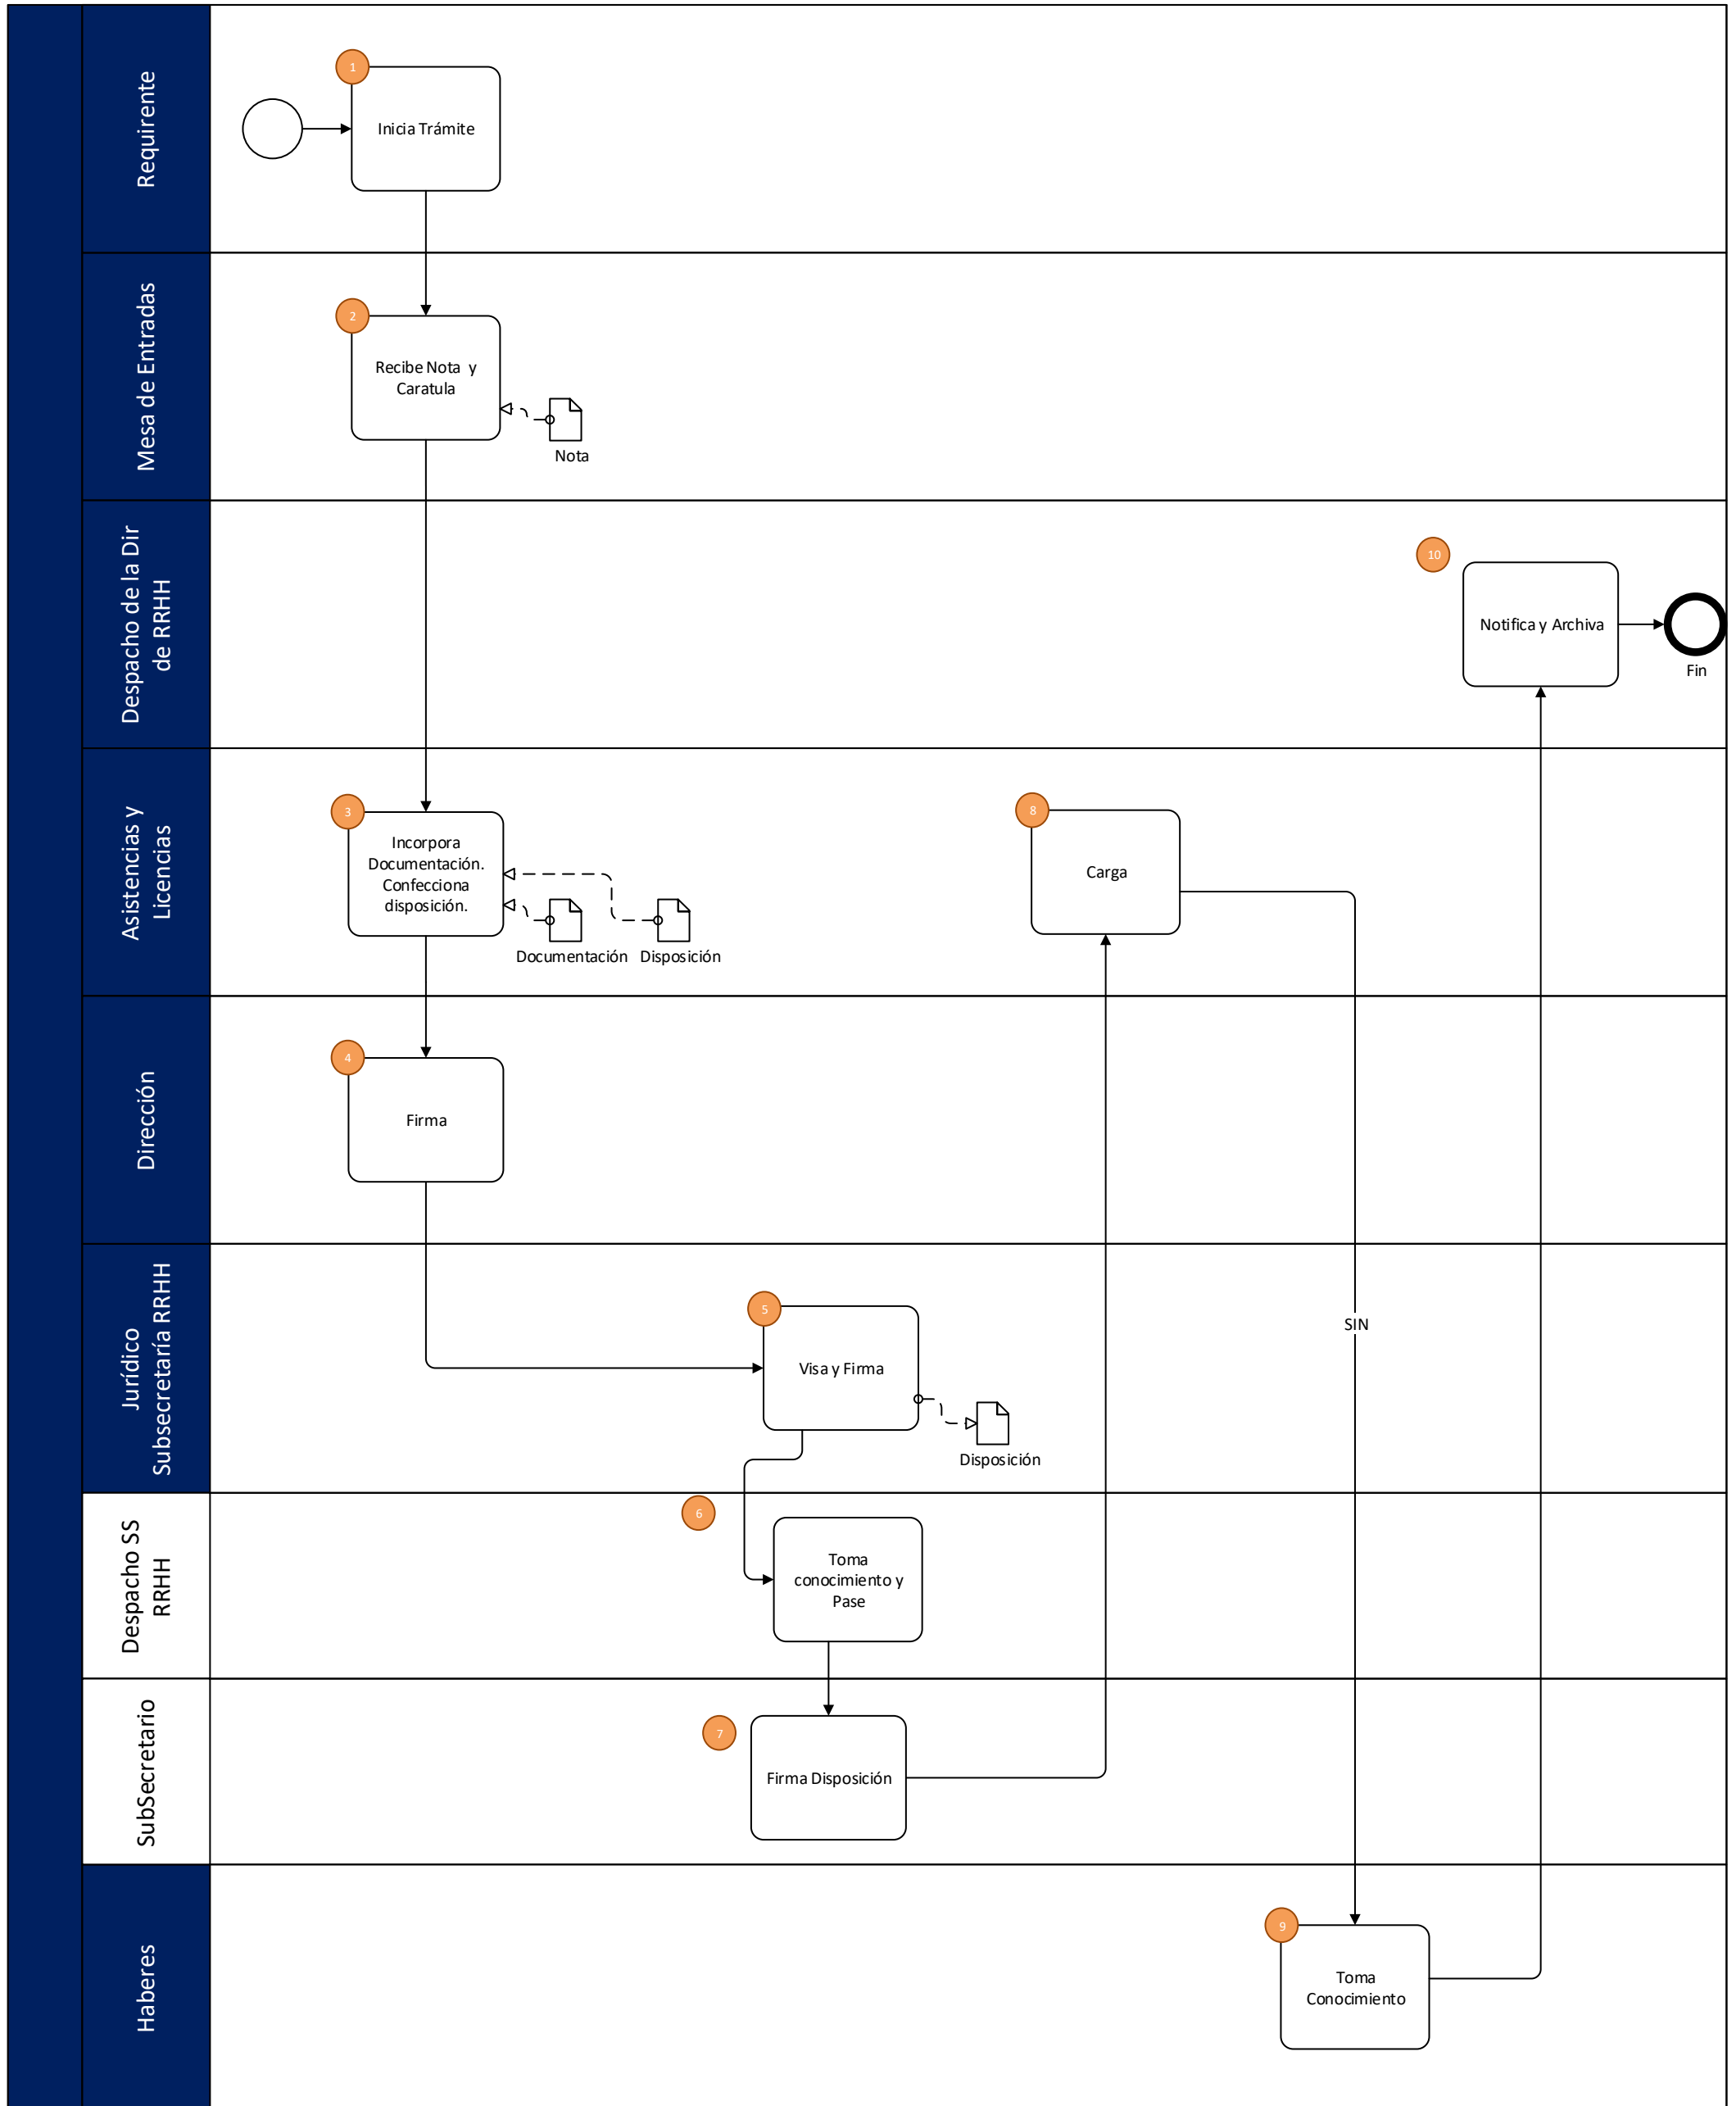 Requirente
1
Inicia Trámite
Mesa de Entradas
2
Recibe Nota y
Caratula
Nota
Despacho de la Dir
de RRHH
10
Notifica y Archiva
Fin
Asistencias y
Licencias
3
Incorpora
Documentación.
Confecciona
disposición.
Documentación
Disposición
8
Carga
Dirección
4
Firma
Jurídico
Subsecretaría RRHH
5
Visa y Firma
Disposición
SIN
Despacho SS
RRHH
6
Toma
conocimiento y
Pase
SubSecretario
7
Firma Disposición
Haberes
9
Toma
Conocimiento